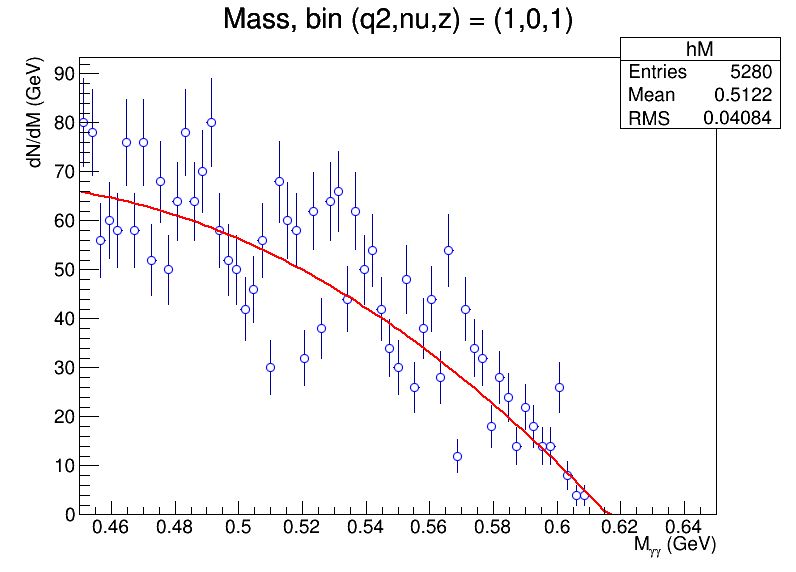 Mass, bin (q2,nu,z) = (1,0,1)
hM
Entries 5280
Mean 0.5122
RMS 0.04084
dN/dM (GeV)
90
80
70
60
50
40
30
20
10
0
0.46 0.48 0.5 0.52 0.54 0.56 0.58 0.6 0.62 0.64
Mγγ (GeV)